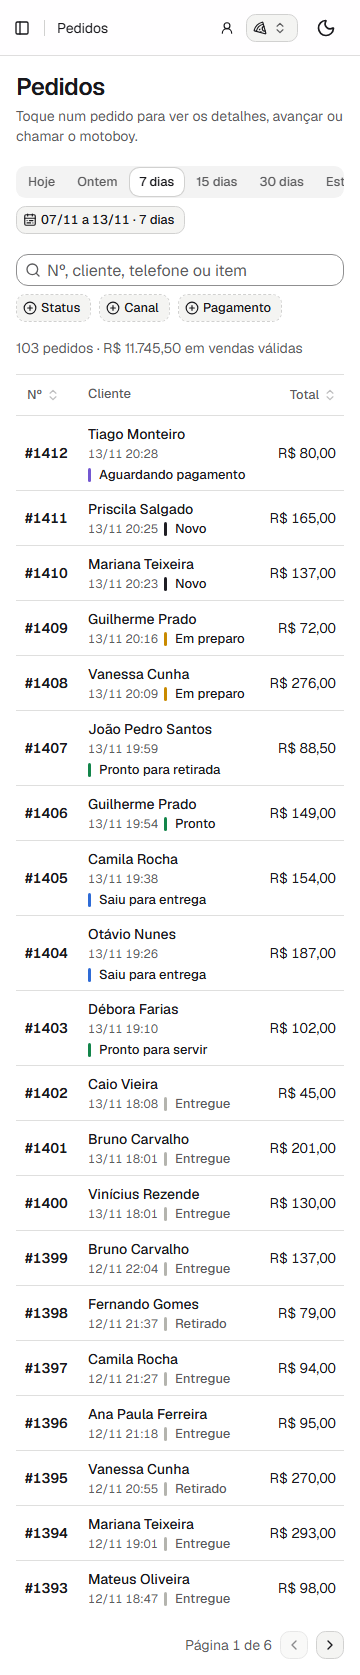 Pedidos
Pedidos
Toque num pedido para ver os detalhes, avançar ou
chamar o motoboy.
Hoje Ontem 7 dias 15 dias 30 dias Est
07/11 a 13/11 · 7 dias
Nº, cliente, telefone ou item
Status Canal Pagamento
103 pedidos · R$ 11.745,50 em vendas válidas
Nº Cliente Total
Tiago Monteiro
#1412 13/11 20:28 R$ 80,00
Aguardando pagamento
Priscila Salgado
#1411 13/11 20:25 Novo R$ 165,00
Mariana Teixeira
#1410 13/11 20:23 Novo R$ 137,00
Guilherme Prado
#1409 13/11 20:16 Em preparo R$ 72,00
Vanessa Cunha
#1408 13/11 20:09 Em preparo R$ 276,00
João Pedro Santos
#1407 13/11 19:59 R$ 88,50
Pronto para retirada
Guilherme Prado
#1406 13/11 19:54 Pronto R$ 149,00
Camila Rocha
#1405 13/11 19:38 R$ 154,00
Saiu para entrega
Otávio Nunes
#1404 13/11 19:26 R$ 187,00
Saiu para entrega
Débora Farias
#1403 13/11 19:10 R$ 102,00
Pronto para servir
Caio Vieira
#1402 13/11 18:08 Entregue R$ 45,00
Bruno Carvalho
#1401 13/11 18:01 Entregue R$ 201,00
Vinícius Rezende
#1400 13/11 18:01 Entregue R$ 130,00
Bruno Carvalho
#1399 12/11 22:04 Entregue R$ 137,00
Fernando Gomes
#1398 12/11 21:37 Retirado R$ 79,00
Camila Rocha
#1397 12/11 21:27 Entregue R$ 94,00
Ana Paula Ferreira
#1396 12/11 21:18 Entregue R$ 95,00
Vanessa Cunha
#1395 12/11 20:55 Retirado R$ 270,00
Mariana Teixeira
#1394 12/11 19:01 Entregue R$ 293,00
Mateus Oliveira
#1393 12/11 18:47 Entregue R$ 98,00
Página 1 de 6